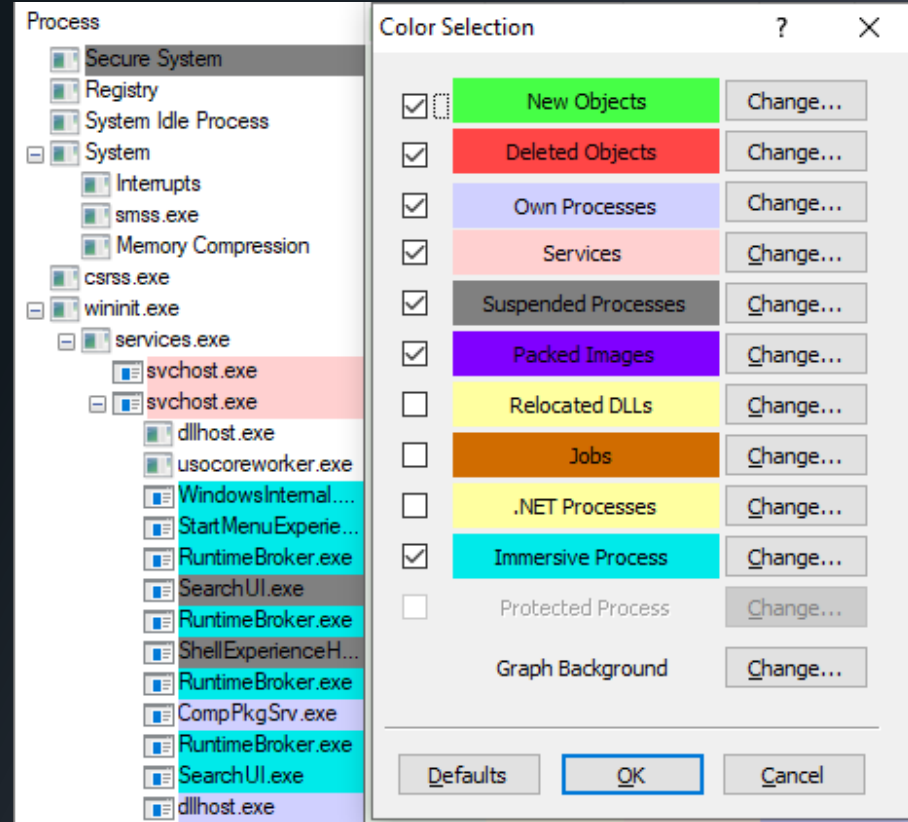 Process
Secure System
Registry
System Idle Process
System
Interrupts
smss.exe
Memory Compression
csrss.exe
wininit.exe
services.exe
svchost.exe
svchost.exe
dllhost.exe
usocoreworker.exe
WindowsInternal....
StartMenuExperie...
RuntimeBroker.exe
SearchUI.exe
RuntimeBroker.exe
ShellExperienceH...
RuntimeBroker.exe
CompPkgSrv.exe
RuntimeBroker.exe
SearchUI.exe
dllhost.exe
Color Selection ?
New Objects Change...
Deleted Objects Change...
Own Processes Change...
Services Change...
Suspended Processes Change...
Packed Images Change...
Relocated DLLs Change...
Jobs Change...
.NET Processes Change...
Immersive Process Change...
Protected Process Change...
Graph Background Change...
Defaults OK Cancel